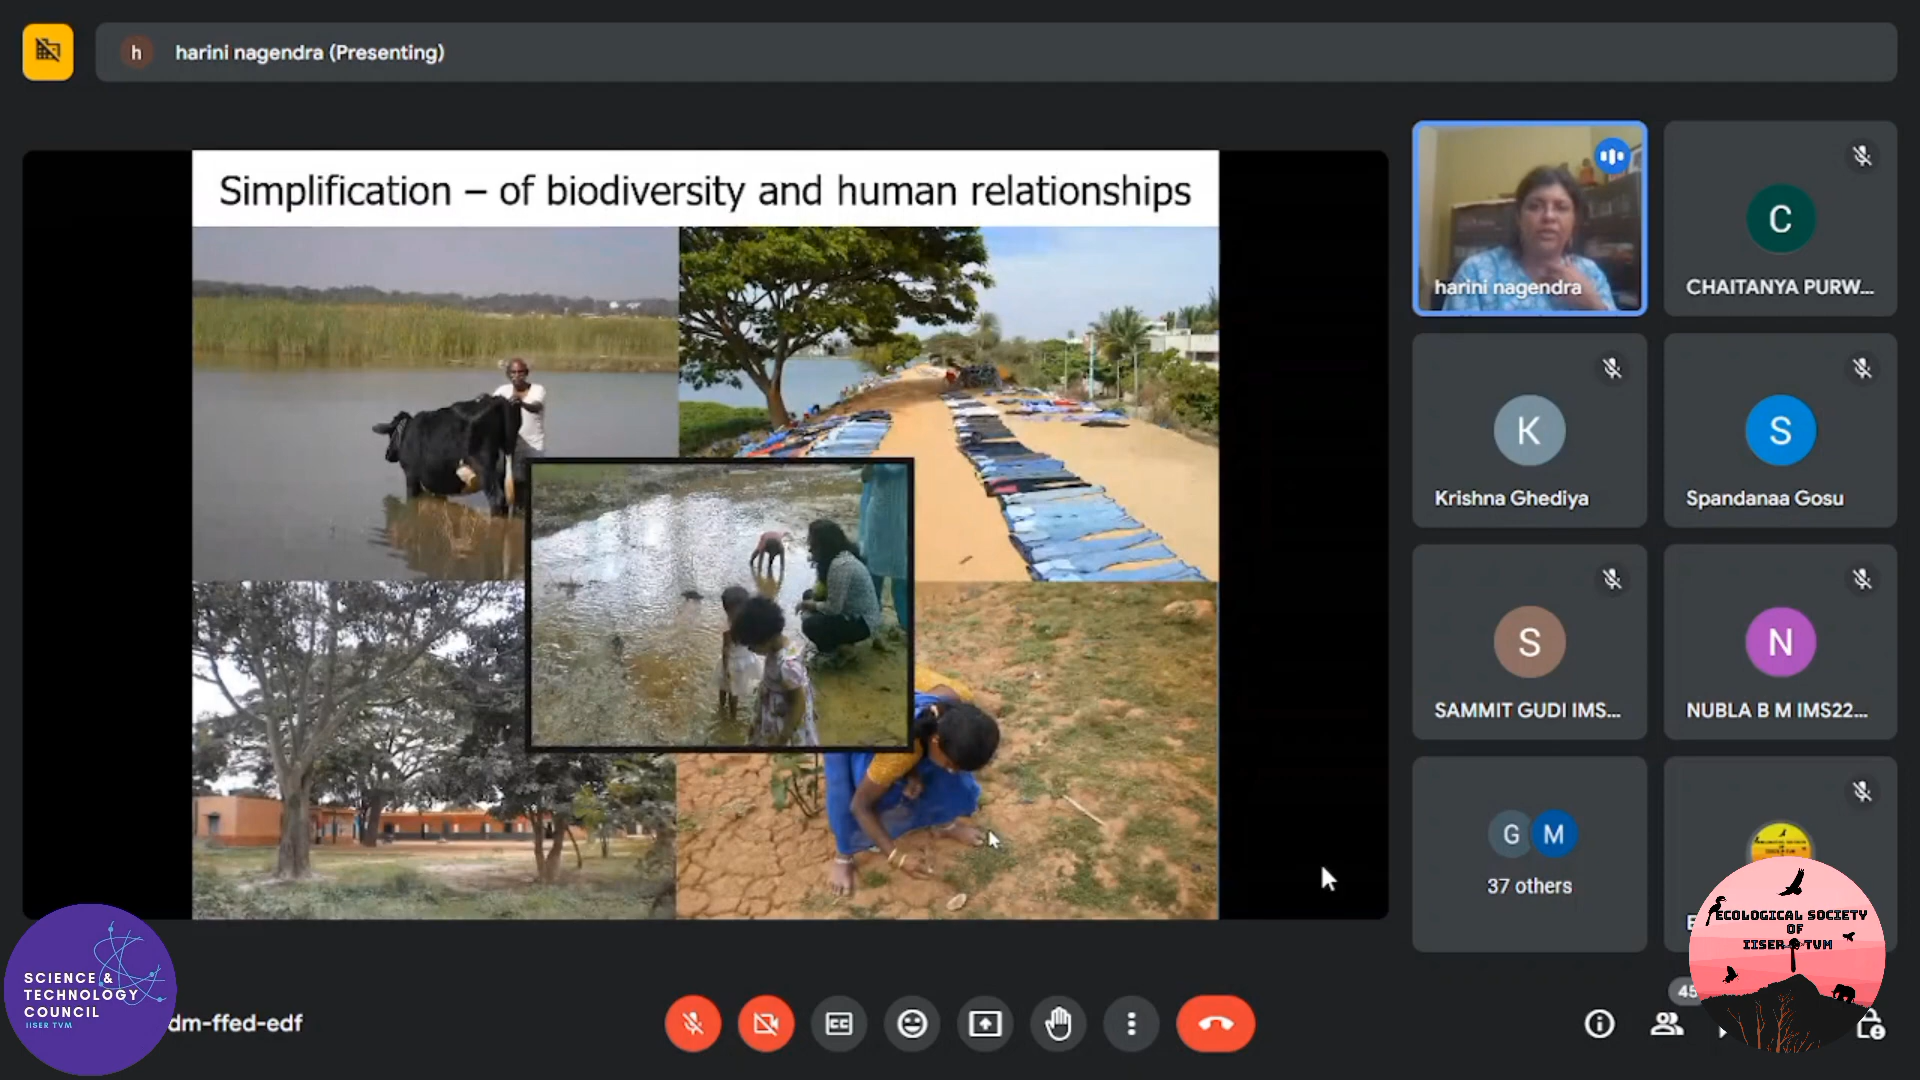 h harini nagendra (Presenting)
Simplification – of biodiversity and human relationships
harini nagendra
C
CHAITANYA PURW...
K
Krishna Ghediya
S
Spandanaa Gosu
S
SAMMIT GUDI IMS...
N
NUBLA B M IMS22...
G M
37 others
ECOLOGICAL SOCIETY
OF
IISER TVM
SCIENCE &
TECHNOLOGY
COUNCIL
IISER TVM
dm-ffed-edf
CC
45